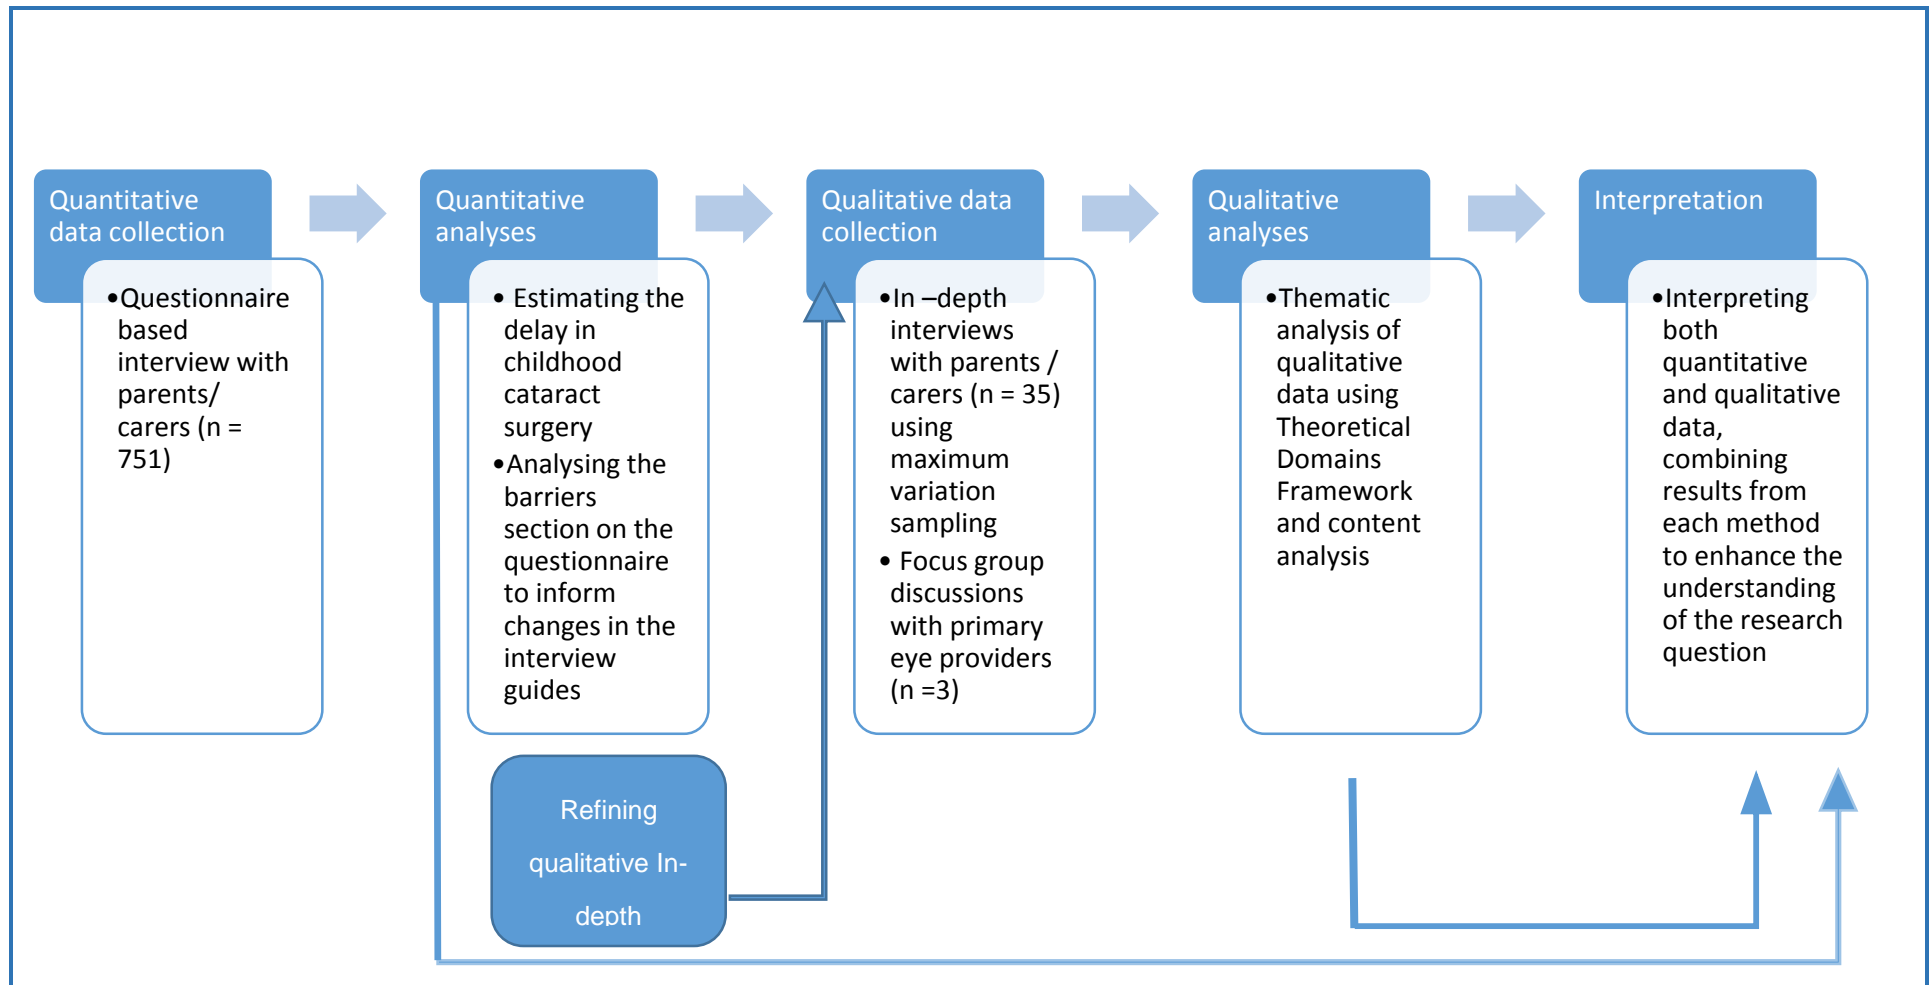 Quantitative
data collection
•Questionnaire
based
interview with
parents/
carers (n =
751)
Quantitative
analyses
• Estimating the
delay in
childhood
cataract
surgery
•Analysing the
barriers
section on the
questionnaire
to inform
changes in the
interview
guides
Qualitative data
collection
•In –depth
interviews
with parents /
carers (n = 35)
using
maximum
variation
sampling
• Focus group
discussions
with primary
eye providers
(n =3)
Qualitative
analyses
•Thematic
analysis of
qualitative
data using
Theoretical
Domains
Framework
and content
analysis
Interpretation
•Interpreting
both
quantitative
and qualitative
data,
combining
results from
each method
to enhance the
understanding
of the research
question
Refining
qualitative In-
depth